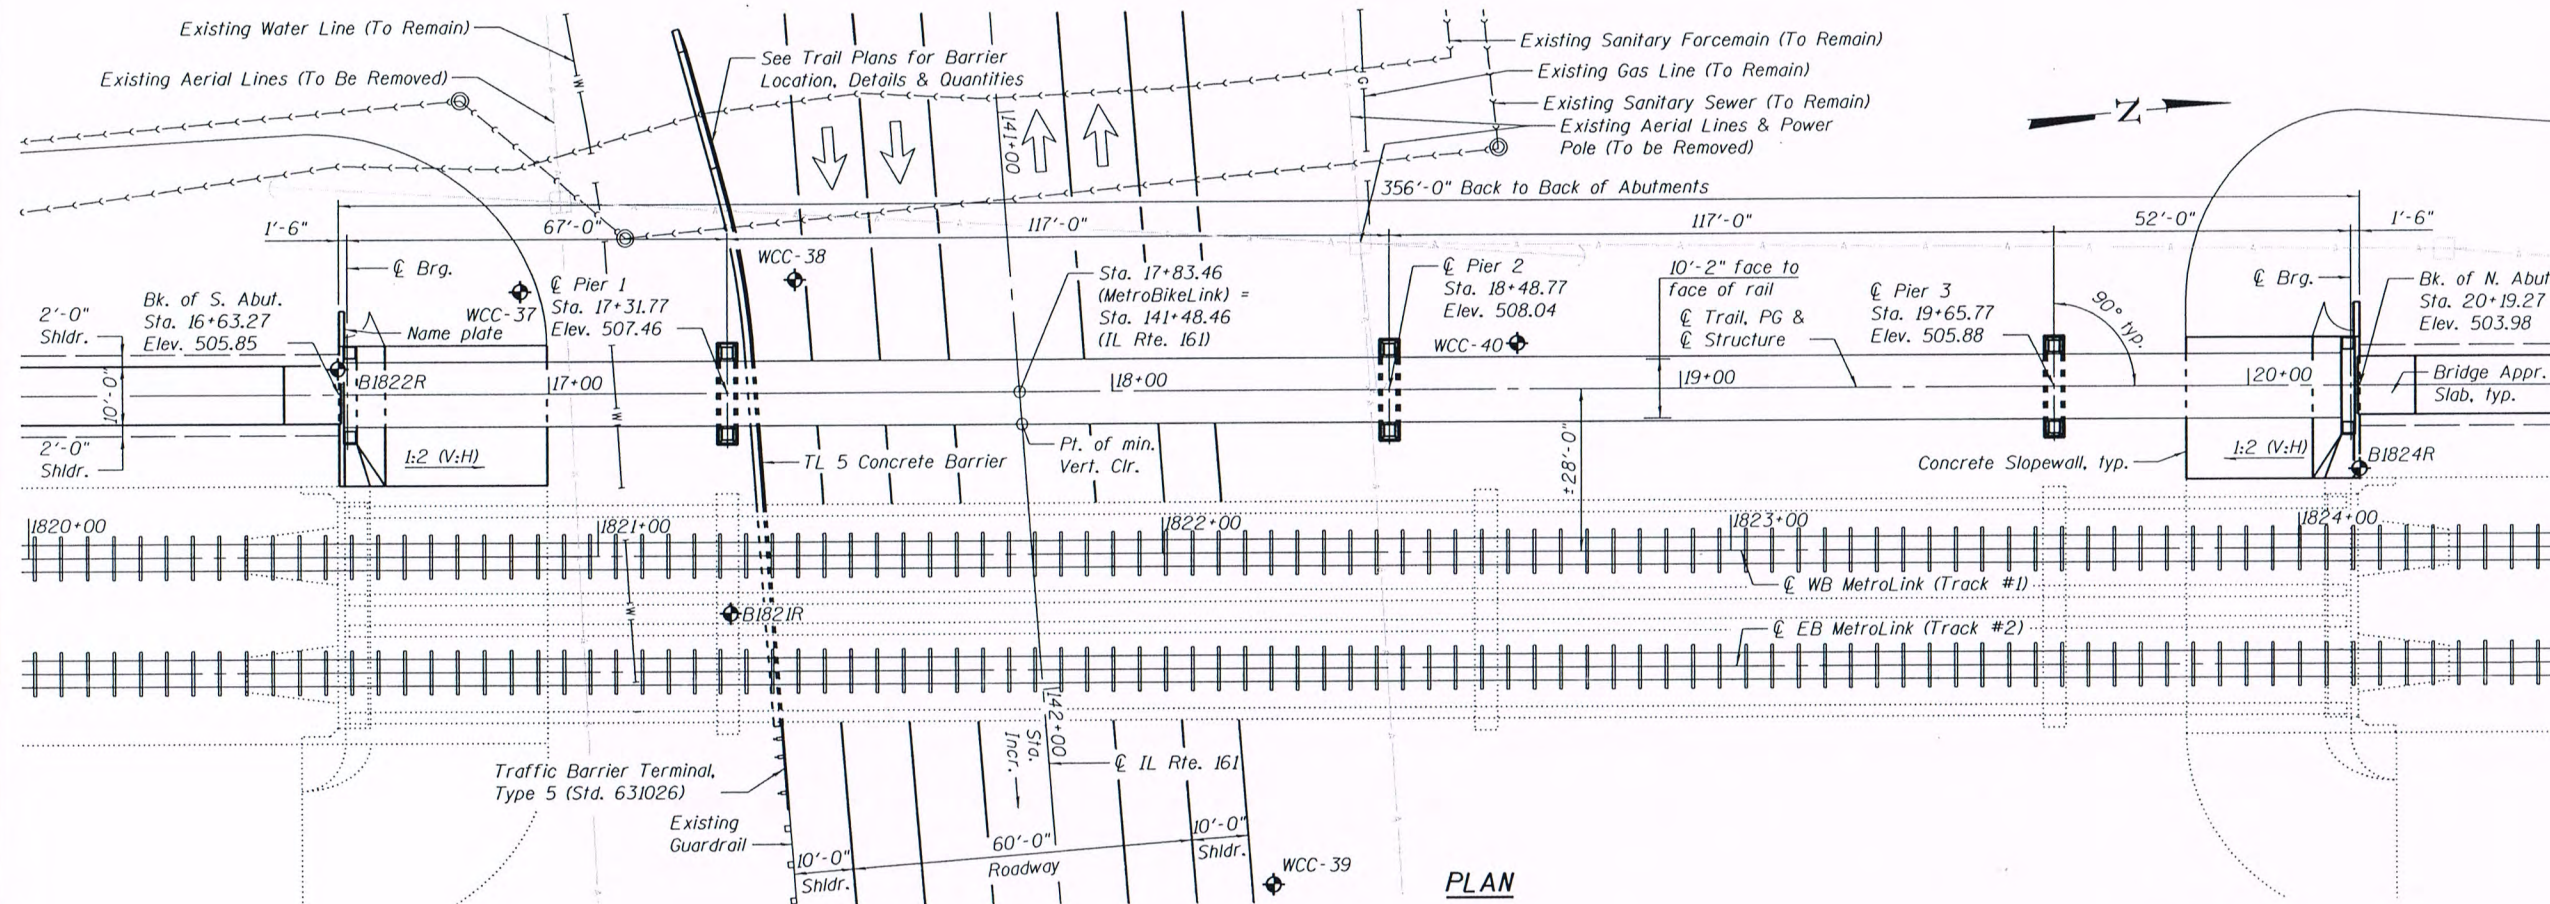 Existing Water Line (To Remain)
Existing Aerial Lines (To Be Removed)
See Trail Plans for Barrier
Location, Details & Quantities
Existing Sanitary Forcemain (To Remain)
Existing Gas Line (To Remain)
Existing Sanitary Sewer (To Remain)
Existing Aerial Lines & Power
Pole (To be Removed)
W
G
141+00
N
356'-0" Back to Back of Abutments
1'-6"
67'-0"
117'-0"
117'-0"
52'-0"
1'-6"
℄ Brg.
WCC-37
WCC-38
Bk. of S. Abut.
Sta. 16+63.27
Elev. 505.85
2'-0"
Shldr.
Name plate
℄ Pier 1
Sta. 17+31.77
Elev. 507.46
Sta. 17+83.46
(MetroBikeLink) =
Sta. 141+48.46
(IL Rte. 161)
℄ Pier 2
Sta. 18+48.77
Elev. 508.04
WCC-40
10'-2" face to
face of rail
℄ Trail, PG &
℄ Structure
℄ Pier 3
Sta. 19+65.77
Elev. 505.88
90° typ.
℄ Brg.
Bk. of N. Abut
Sta. 20+19.27
Elev. 503.98
10'-0"
B1822R
17+00
18+00
19+00
20+00
Bridge Appr.
Slab, typ.
W
2'-0"
Shldr.
1:2 (V:H)
TL 5 Concrete Barrier
Pt. of min.
Vert. Clr.
±28'-0"
Concrete Slopewall, typ.
1:2 (V:H)
B1824R
1820+00
1821+00
1822+00
1823+00
1824+00
W
℄ WB MetroLink (Track #1)
B1821R
℄ EB MetroLink (Track #2)
142+00
Sta.
Incr.
℄ IL Rte. 161
Traffic Barrier Terminal,
Type 5 (Std. 631026)
Existing
Guardrail
10'-0"
Shldr.
60'-0"
Roadway
10'-0"
Shldr.
WCC-39
PLAN